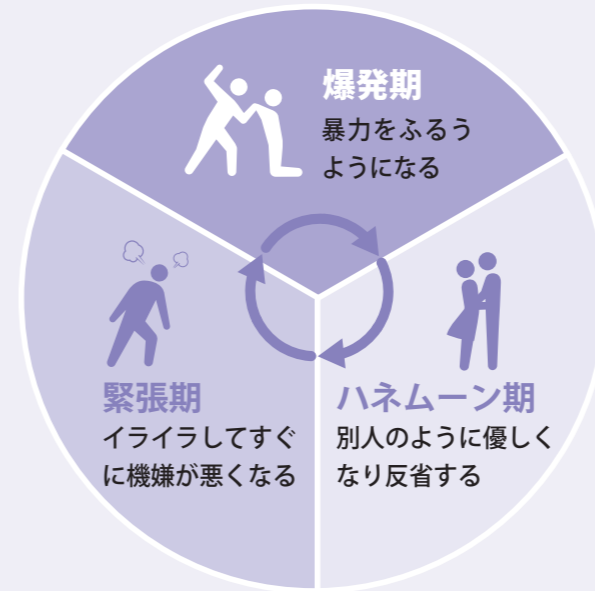 爆発期
暴力をふるう
ようになる
緊張期
イライラしてすぐ
に機嫌が悪くなる
ハネムーン期
別人のように優しく
なり反省する